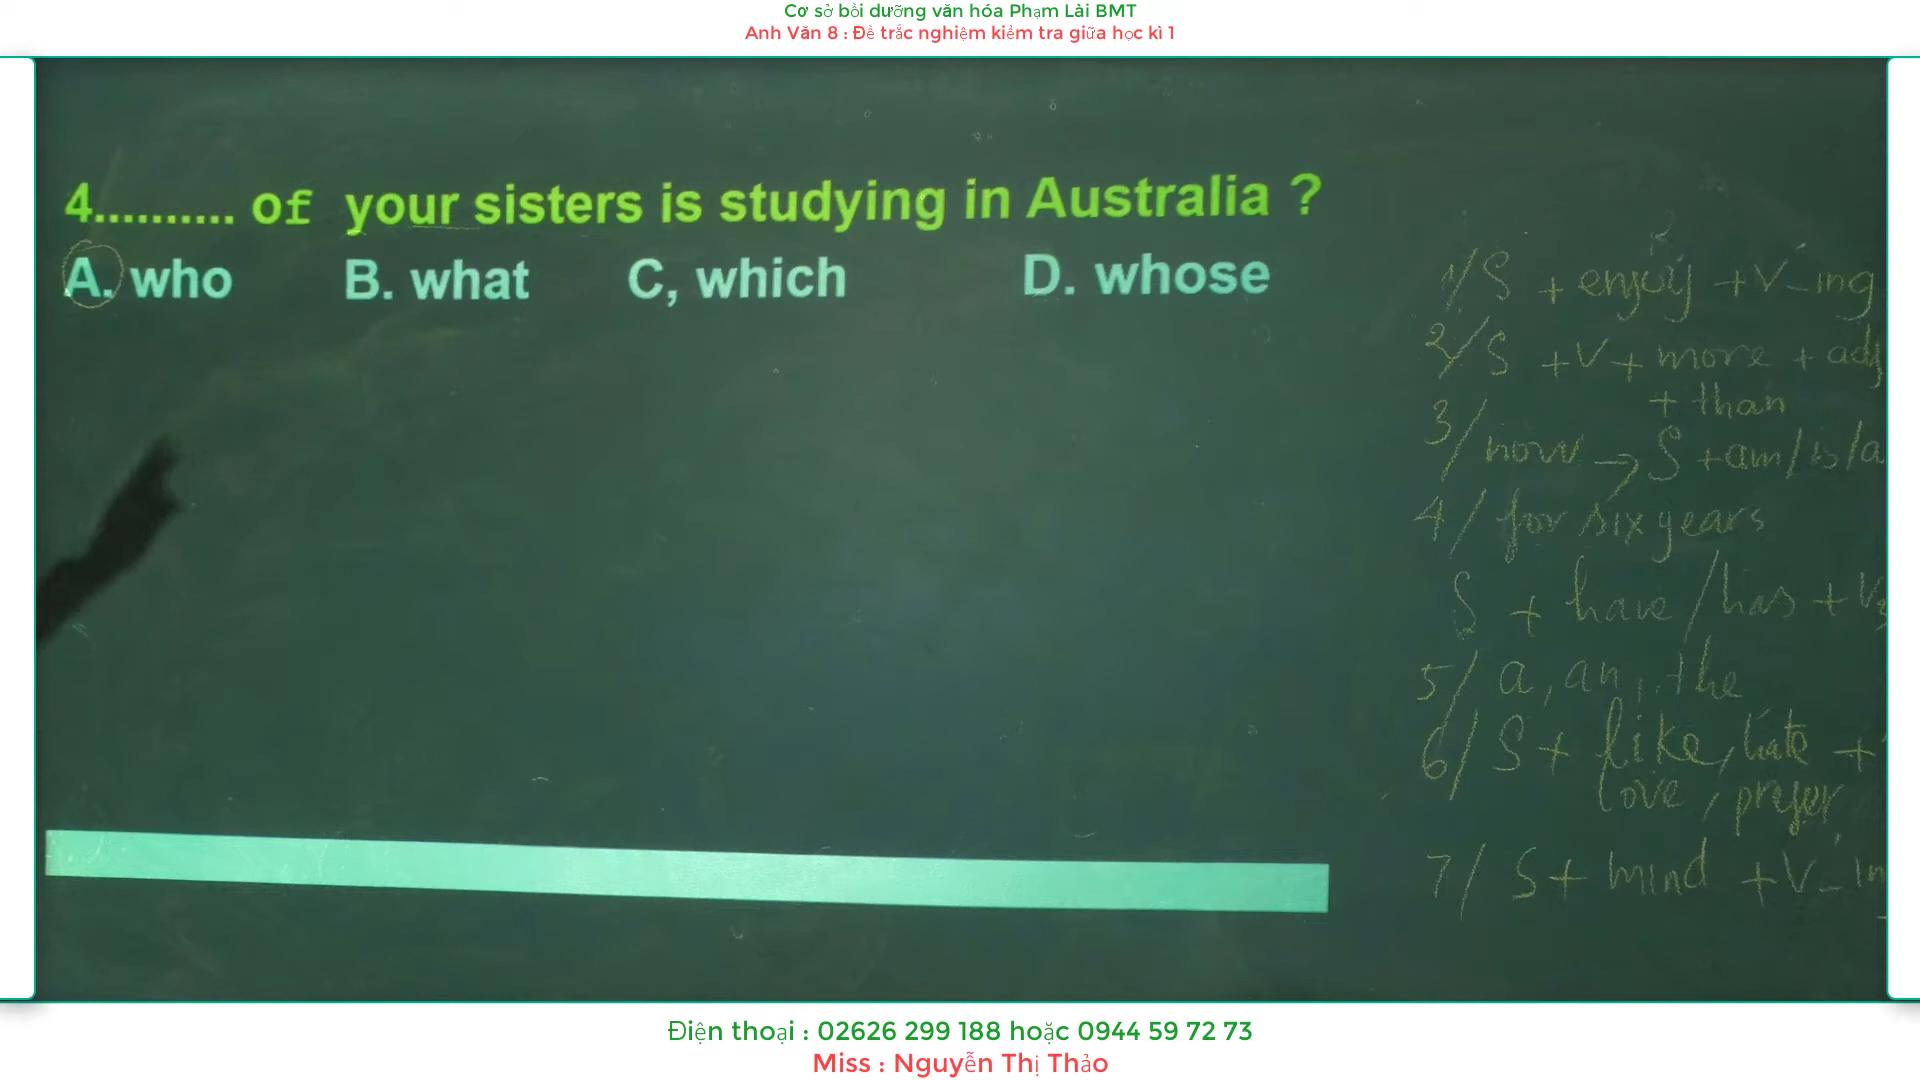 Cơ sở bồi dưỡng văn hóa Phạm Lài BMT
Anh Văn 8 : Đề trắc nghiệm kiểm tra giữa học kì 1
4.......... of your sisters is studying in Australia ?
A. who B. what C, which D. whose
1/ S + enjoy + V-ing
2/ S + V + more + adj
+ than
3/ now → S + am/is/a
4/ for six years
S + have/has + V3
5/ a, an, the
6/ S + like, hate +
love, prefer
7/ S + mind + V-in
Điện thoại : 02626 299 188 hoặc 0944 59 72 73
Miss : Nguyễn Thị Thảo